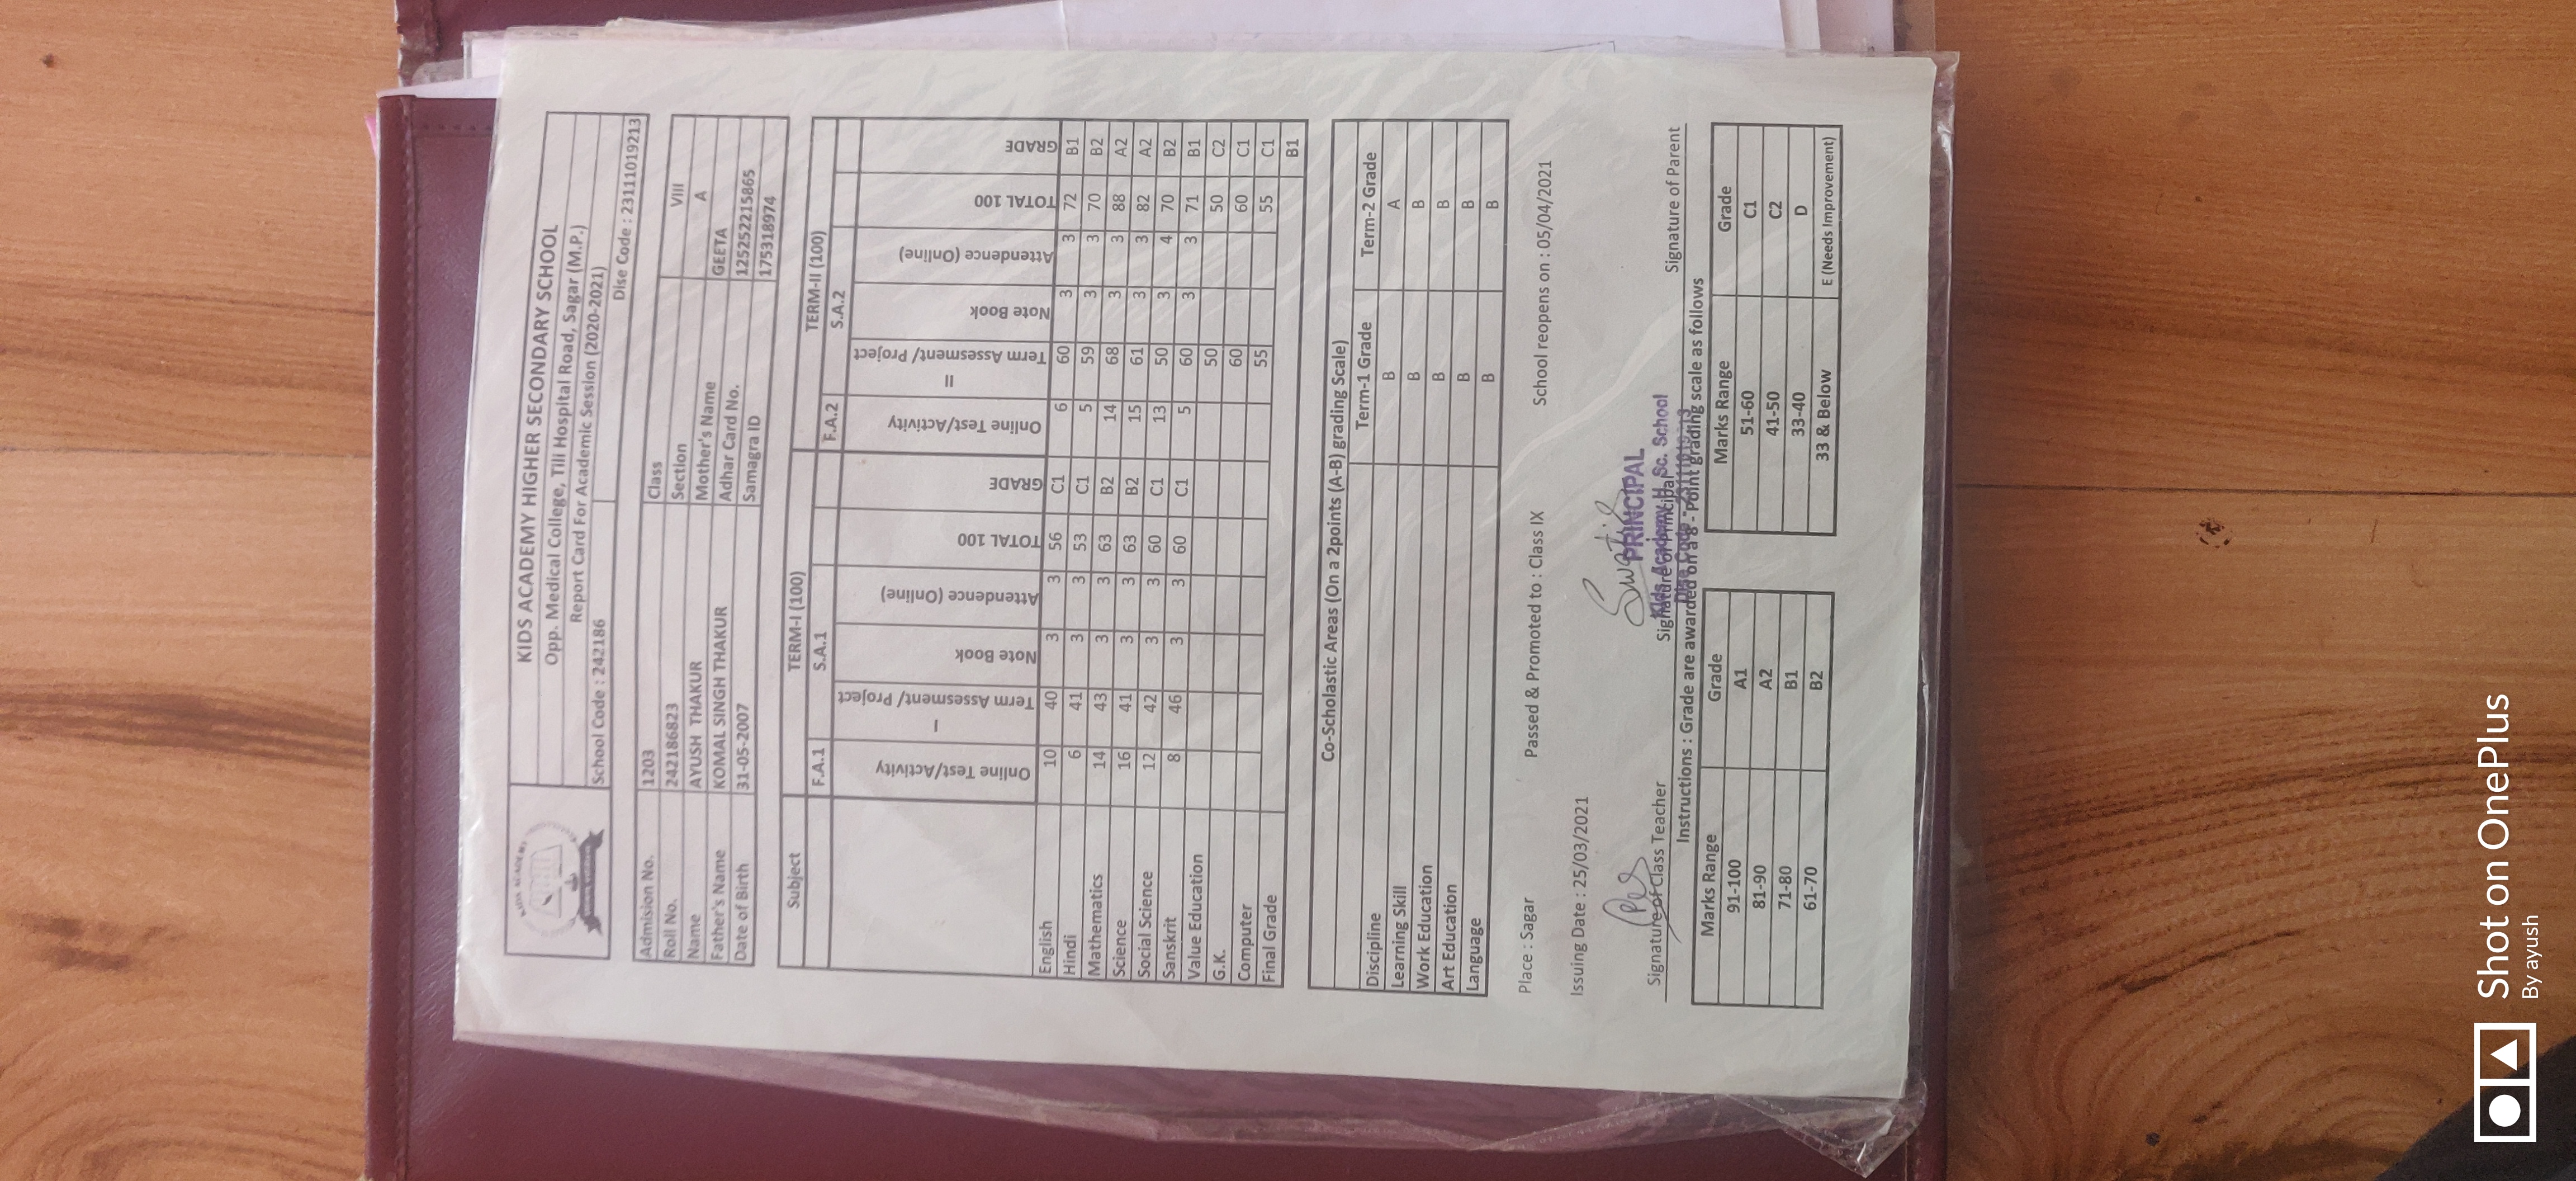 KIDS ACADEMY HIGHER SECONDARY SCHOOL
Opp. Medical College, Tili Hospital Road, Sagar (M.P.)
Report Card For Academic Session (2020-2021)
School Code : 242186 Dise Code : 23111019213
Admision No. 1203 Class VIII
Roll No. 242186823 Section A
Name AYUSH THAKUR Mother's Name GEETA
Father's Name KOMAL SINGH THAKUR Adhar Card No. 125252215865
Date of Birth 31-05-2007 Samagra ID 175318974
Subject TERM-I (100) TERM-II (100)
F.A.1 S.A.1 F.A.2 S.A.2
Online Test/Activity Term Assesment/ Project I Note Book Attendence (Online) TOTAL 100 GRADE Online Test/Activity Term Assesment/ Project II Note Book Attendence (Online) TOTAL 100 GRADE
English 10 40 3 3 56 C1 6 60 3 3 72 B1
Hindi 6 41 3 3 53 C1 5 59 3 3 70 B2
Mathematics 14 43 3 3 63 B2 14 68 3 3 88 A2
Science 16 41 3 3 63 B2 15 61 3 3 82 A2
Social Science 12 42 3 3 60 C1 13 50 3 4 70 B2
Sanskrit 8 46 3 3 60 C1 5 60 3 3 71 B1
Value Education 50 50 C2
G.K. 60 60 C1
Computer 55 55 C1
Final Grade B1
Co-Scholastic Areas (On a 2points (A-B) grading Scale)
Term-1 Grade Term-2 Grade
Discipline B A
Learning Skill B B
Work Education B B
Art Education B B
Language B B
Place : Sagar Passed & Promoted to : Class IX School reopens on : 05/04/2021
Issuing Date : 25/03/2021
Swati
PRINCIPAL
Kids Academy H. Sc. School
Dise Code - 23111019213
Signature of Class Teacher Signature of Principal Signature of Parent
Instructions : Grade are awarded on a 8 - Point grading scale as follows
Marks Range Grade Marks Range Grade
91-100 A1 51-60 C1
81-90 A2 41-50 C2
71-80 B1 33-40 D
61-70 B2 33 & Below E (Needs Improvement)
Shot on OnePlus
By ayush